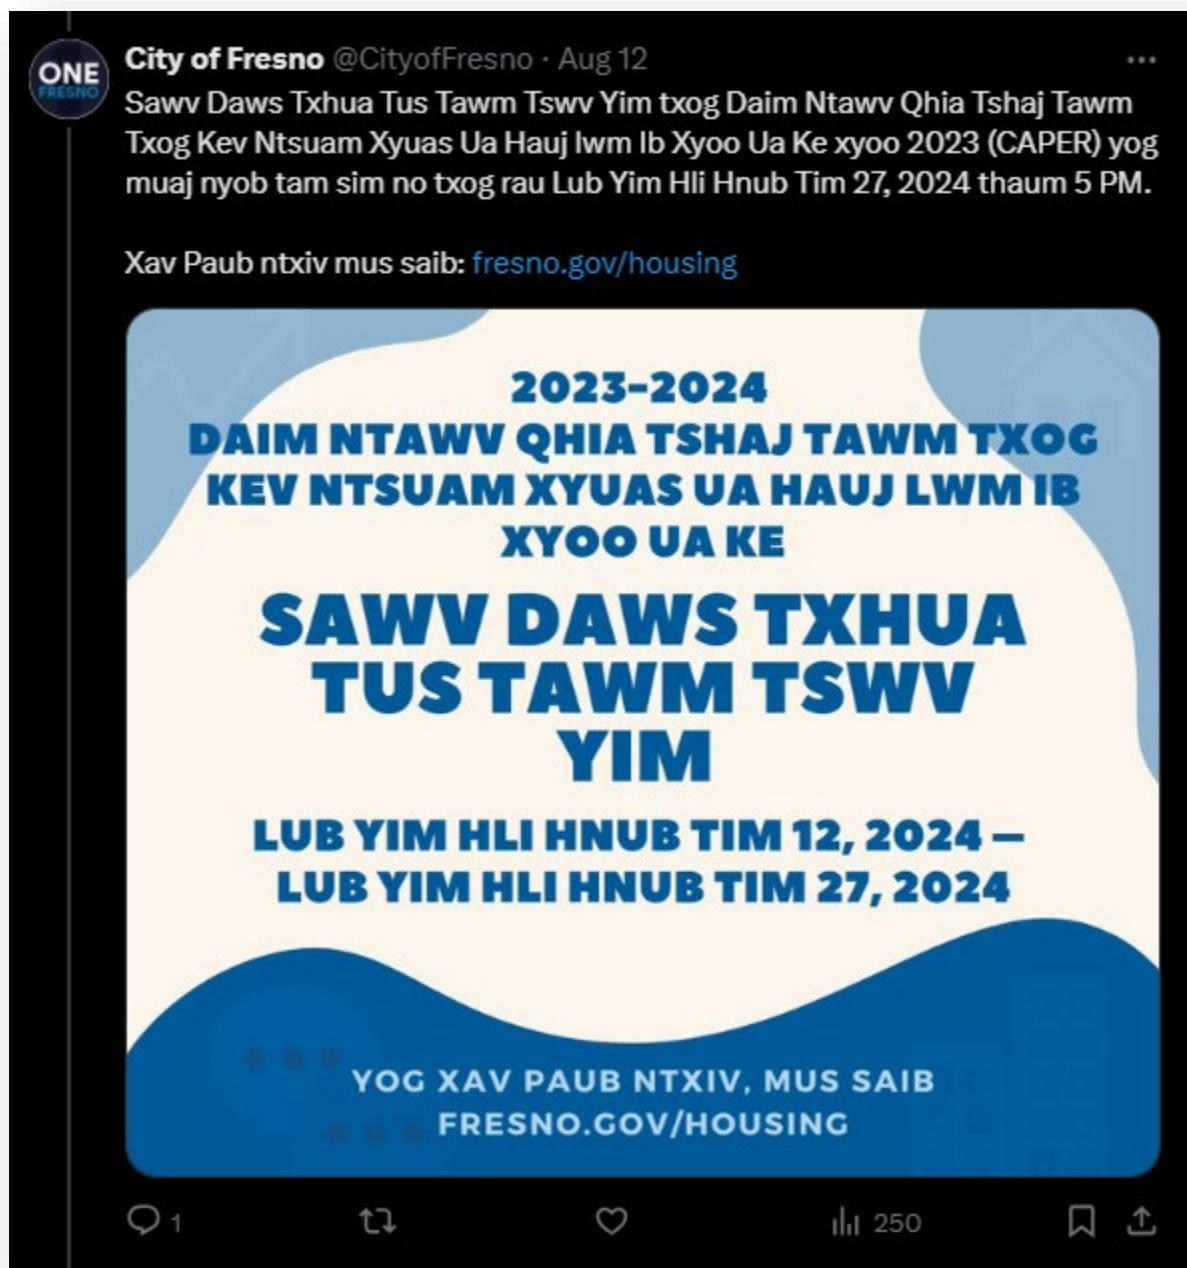 ONE
FRESNO
City of Fresno @CityofFresno · Aug 12
Sawv Daws Txhua Tus Tawm Tswv Yim txog Daim Ntawv Qhia Tshaj Tawm
Txog Kev Ntsuam Xyuas Ua Hauj lwm Ib Xyoo Ua Ke xyoo 2023 (CAPER) yog
muaj nyob tam sim no txog rau Lub Yim Hli Hnub Tim 27, 2024 thaum 5 PM.
Xav Paub ntxiv mus saib: fresno.gov/housing
2023-2024
DAIM NTAWV QHIA TSHAJ TAWM TXOG
KEV NTSUAM XYUAS UA HAUJ LWM IB
XYOO UA KE
SAWV DAWS TXHUA
TUS TAWM TSWV
YIM
LUB YIM HLI HNUB TIM 12, 2024 –
LUB YIM HLI HNUB TIM 27, 2024
YOG XAV PAUB NTXIV, MUS SAIB
FRESNO.GOV/HOUSING
1
250